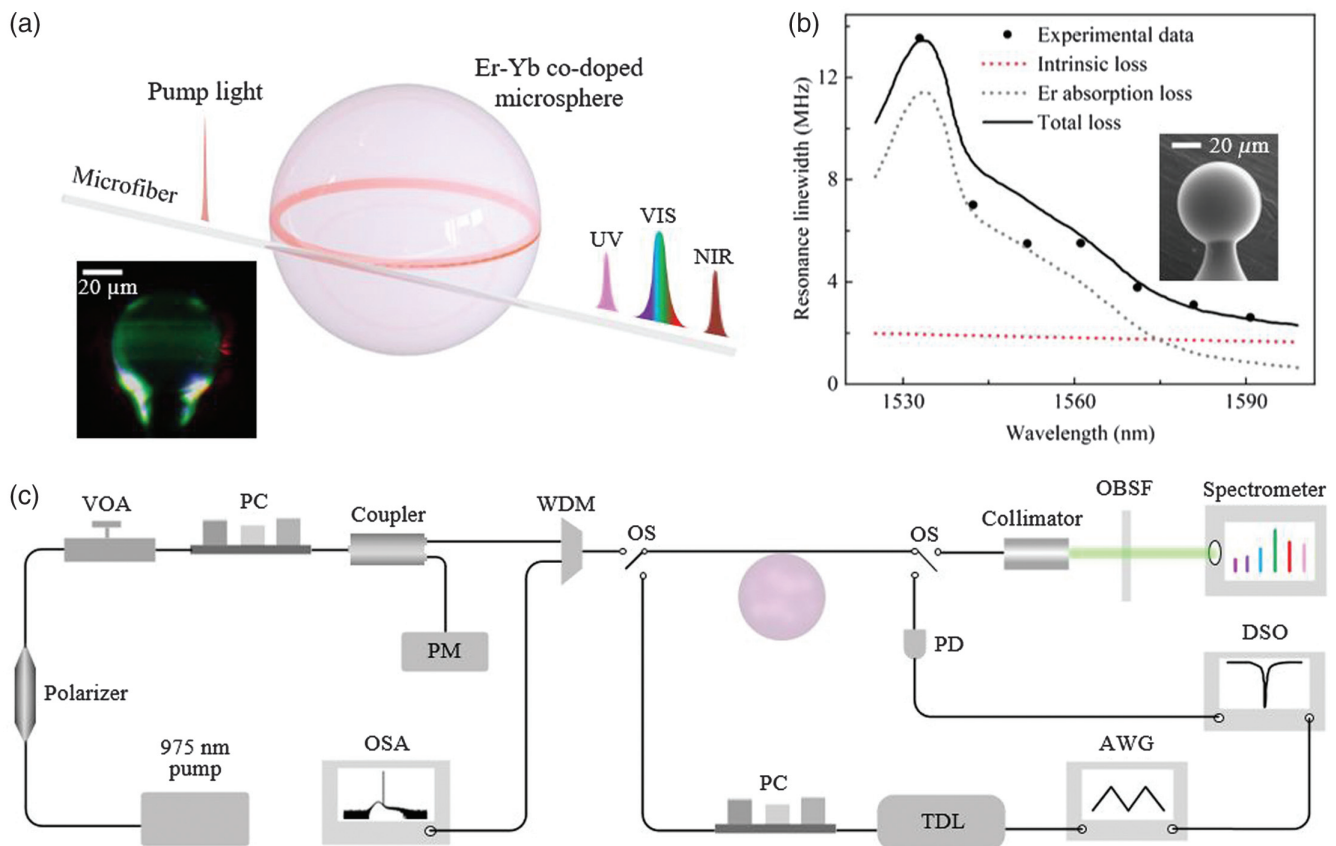 (a)
Pump light
Microfiber
Er-Yb co-doped
microsphere
UV
VIS
NIR
20 µm
(b)
Resonance linewidth (MHz)
12
8
4
0
1530
1560
1590
Wavelength (nm)
Experimental data
Intrinsic loss
Er absorption loss
Total loss
20 µm
(c)
VOA
PC
Coupler
WDM
OS
OS
Collimator
OBSF
Spectrometer
PM
Polarizer
975 nm
pump
OSA
PD
DSO
PC
TDL
AWG